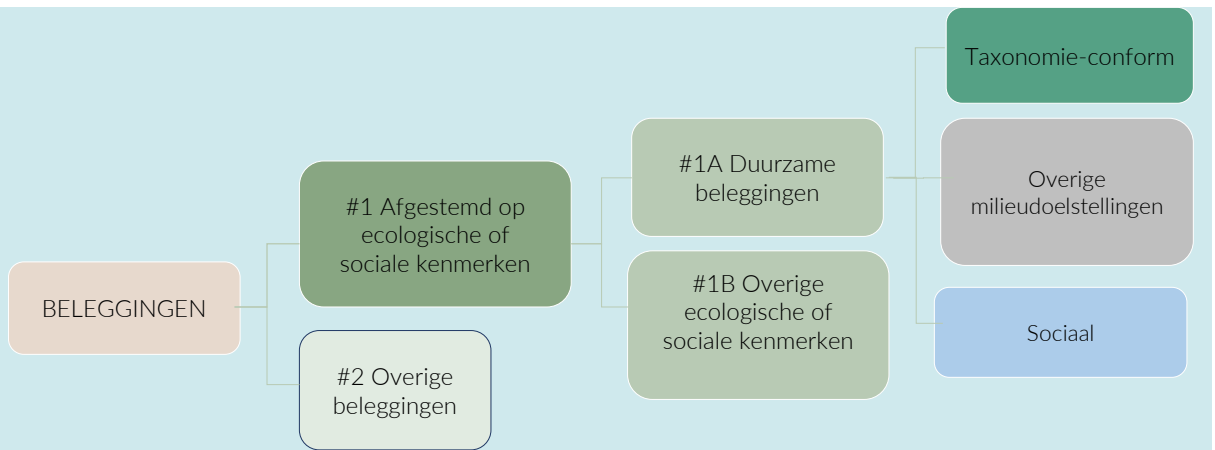 BELEGGINGEN
#1 Afgestemd op
ecologische of
sociale kenmerken
#2 Overige
beleggingen
#1A Duurzame
beleggingen
#1B Overige
ecologische of
sociale kenmerken
Taxonomie-conform
Overige
milieudoelstellingen
Sociaal